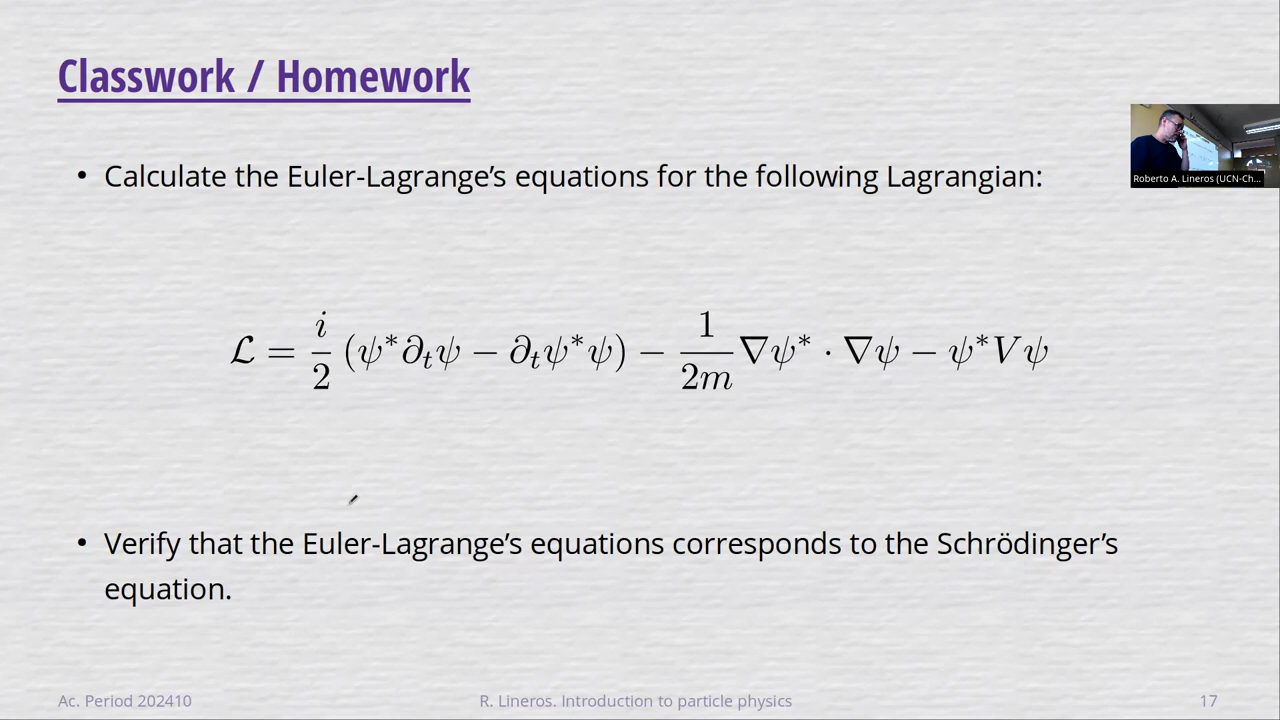 Classwork / Homework
• Calculate the Euler-Lagrange’s equations for the following Lagrangian:
Roberto A. Lineros (UCN-Ch...
ℒ = i/2 (ψ*∂ₜψ − ∂ₜψ*ψ) − 1/2m ∇ψ* · ∇ψ − ψ*Vψ
• Verify that the Euler-Lagrange’s equations corresponds to the Schrödinger’s
equation.
Ac. Period 202410
R. Lineros. Introduction to particle physics
17